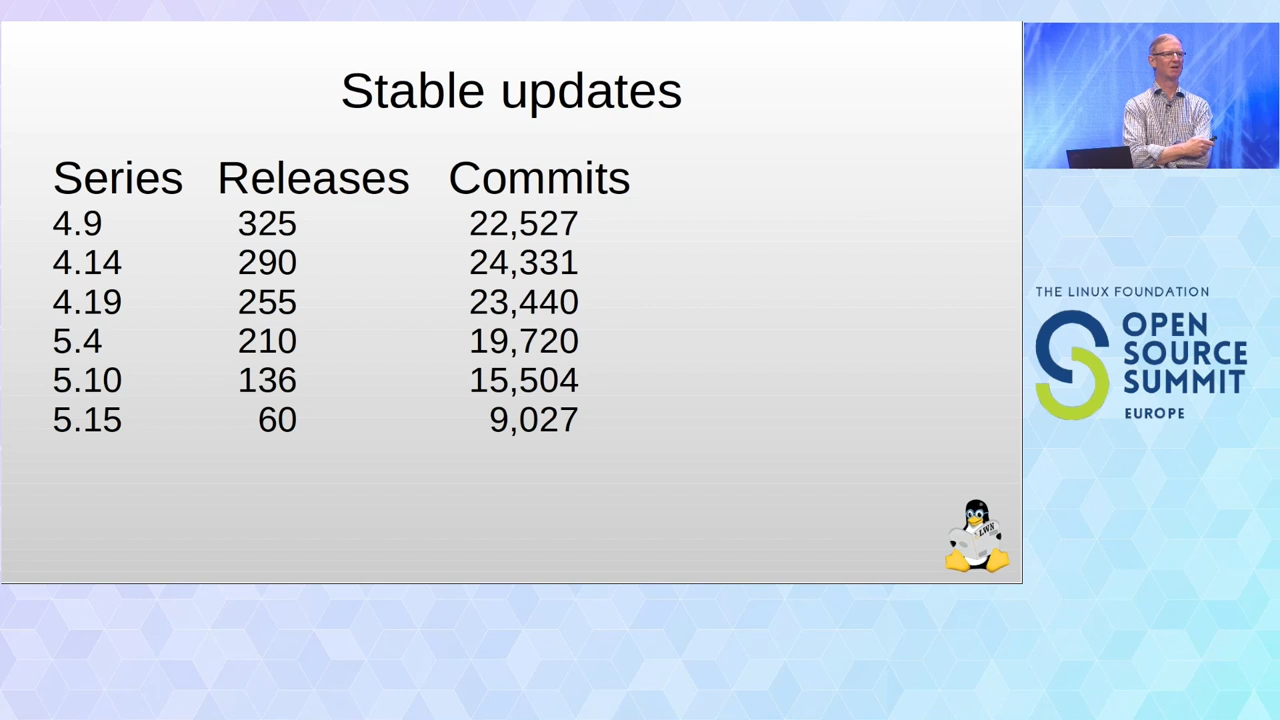 Stable updates
Series Releases Commits
4.9 325 22,527
4.14 290 24,331
4.19 255 23,440
5.4 210 19,720
5.10 136 15,504
5.15 60 9,027
LWN
THE LINUX FOUNDATION
OPEN
SOURCE
SUMMIT
EUROPE